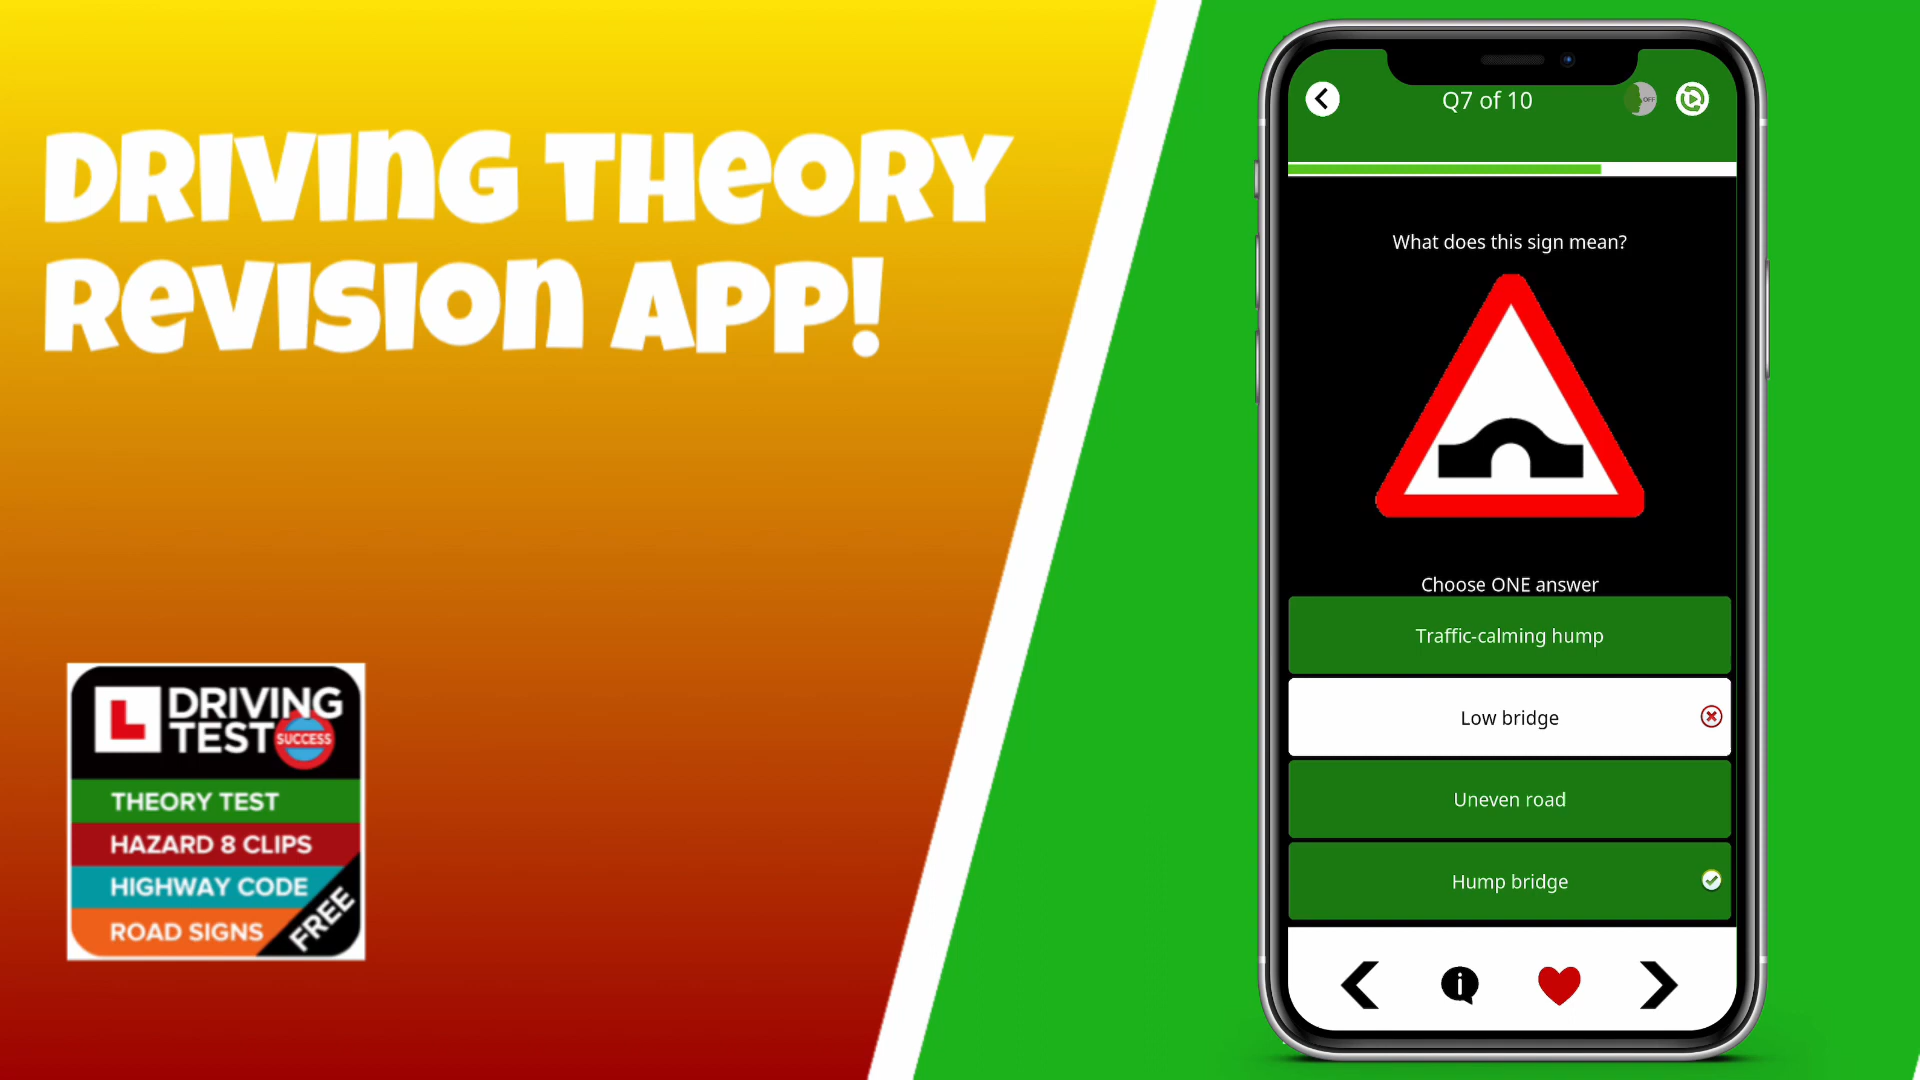 DRIVING THEORY
REVISION APP!
L DRIVING
TEST SUCCESS
THEORY TEST
HAZARD 8 CLIPS
HIGHWAY CODE
ROAD SIGNS
FREE
Q7 of 10
OFF
What does this sign mean?
Choose ONE answer
Traffic-calming hump
Low bridge
Uneven road
Hump bridge